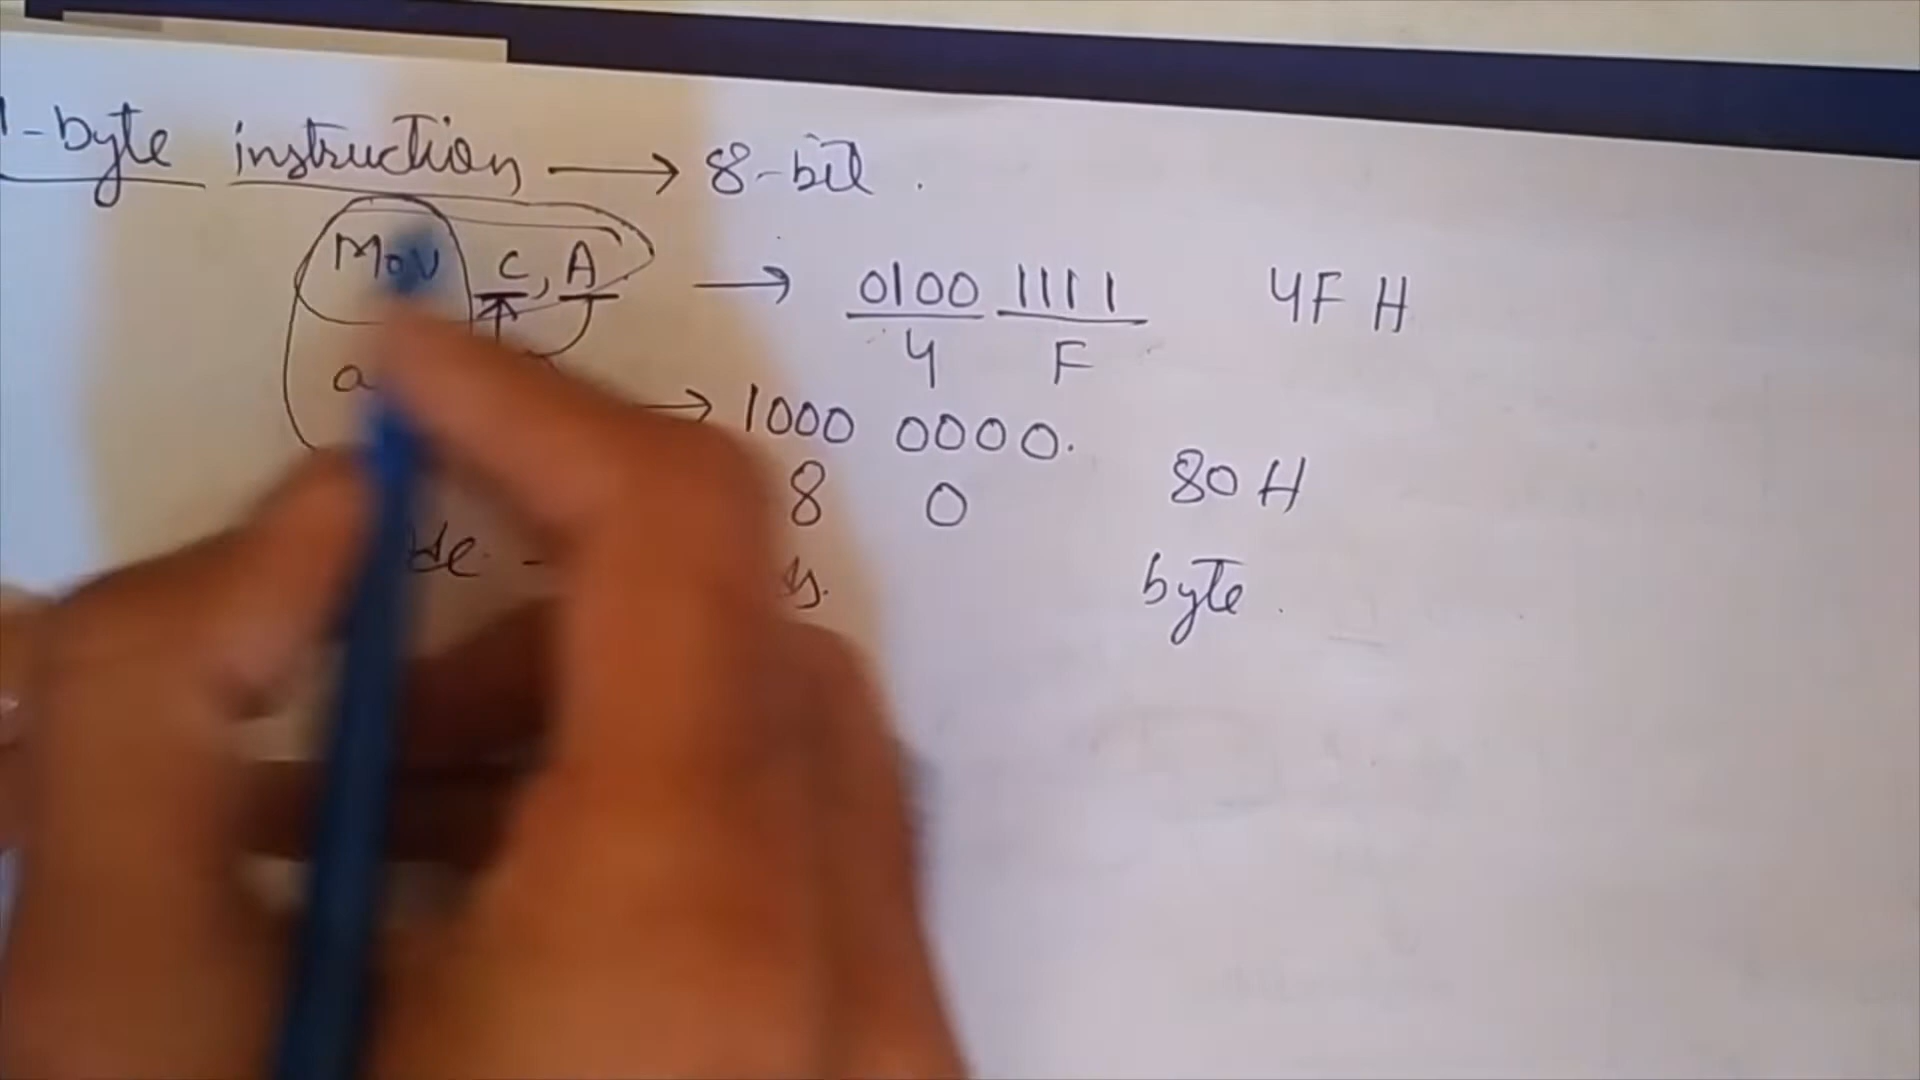 1-byte instruction → 8-bit.
Mov C, A → 0100 1111 4F H
4 F
→ 1000 0000.
8 0 80 H
byte.